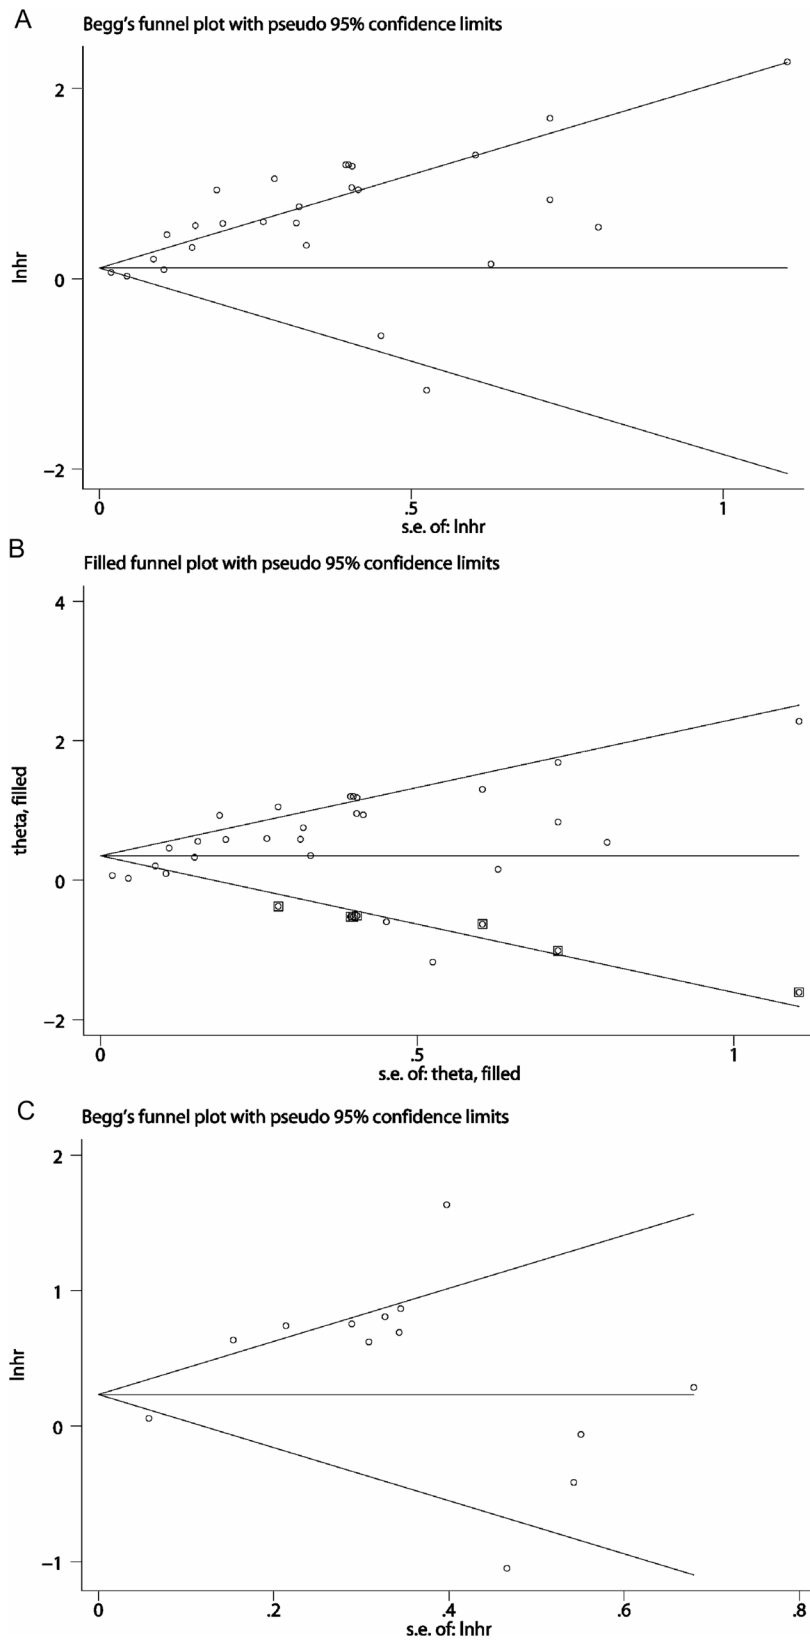 A
Begg's funnel plot with pseudo 95% confidence limits
2
0
−2
lnhr
0 .5 1
s.e. of: lnhr
B
Filled funnel plot with pseudo 95% confidence limits
4
2
0
−2
theta, filled
0 .5 1
s.e. of: theta, filled
C
Begg's funnel plot with pseudo 95% confidence limits
2
1
0
−1
lnhr
0 .2 .4 .6 .8
s.e. of: lnhr